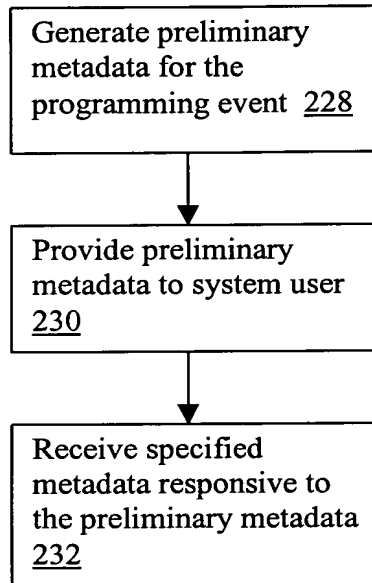 Generate preliminary
metadata for the
programming event 228
Provide preliminary
metadata to system user
230
Receive specified
metadata responsive to
the preliminary metadata
232